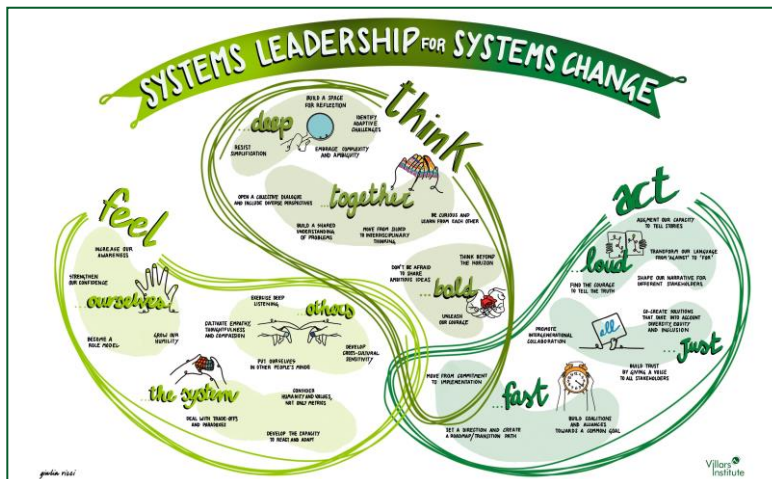 SYSTEMS LEADERSHIP FOR SYSTEMS CHANGE
feel
INCREASE OUR
AWARENESS
STRENGTHEN
OUR CONFIDENCE
...ourselves
BECOME A
ROLE MODEL
GROW OUR
HUMILITY
EXERCISE DEEP
LISTENING
...others
CULTIVATE EMPATHY,
THOUGHTFULNESS
AND COMPASSION
PUT OURSELVES
IN OTHER PEOPLE'S MINDS
DEVELOP
CROSS-CULTURAL
SENSITIVITY
...the system
CONSIDER
HUMANITY AND VALUES,
NOT ONLY METRICS
DEAL WITH TRADE-OFFS
AND PARADOXES
DEVELOP THE CAPACITY
TO REACT AND ADAPT
think
BUILD A SPACE
FOR REFLECTION
...deep
IDENTIFY
ADAPTIVE
CHALLENGES
RESIST
SIMPLIFICATION
EMBRACE COMPLEXITY
AND AMBIGUITY
...together
OPEN A COLLECTIVE DIALOGUE
AND INCLUDE DIVERSE PERSPECTIVES
BE CURIOUS AND
LEARN FROM EACH OTHER
BUILD A SHARED
UNDERSTANDING
OF PROBLEMS
MOVE FROM SILOED
TO INTERDISCIPLINARY
THINKING
THINK BEYOND
THE HORIZON
DON'T BE AFRAID
TO SHARE
AMBITIOUS IDEAS
...bold
UNLEASH
OUR COURAGE
act
AUGMENT OUR CAPACITY
TO TELL STORIES
...loud
TRANSFORM OUR LANGUAGE
FROM "AGAINST" TO "FOR"
FIND THE COURAGE
TO TELL THE TRUTH
SHAPE OUR NARRATIVE FOR
DIFFERENT STAKEHOLDERS
CO-CREATE SOLUTIONS
THAT TAKE INTO ACCOUNT
DIVERSITY, EQUITY
AND INCLUSION
all
PROMOTE
INTERGENERATIONAL
COLLABORATION
...just
BUILD TRUST
BY GIVING A VOICE
TO ALL STAKEHOLDERS
MOVE FROM COMMITMENT
TO IMPLEMENTATION
...fast
SET A DIRECTION AND CREATE
A ROADMAP/TRANSITION PATH
BUILD COALITIONS
AND ALLIANCES
TOWARDS A COMMON GOAL
giulia rizzi
Villars
Institute